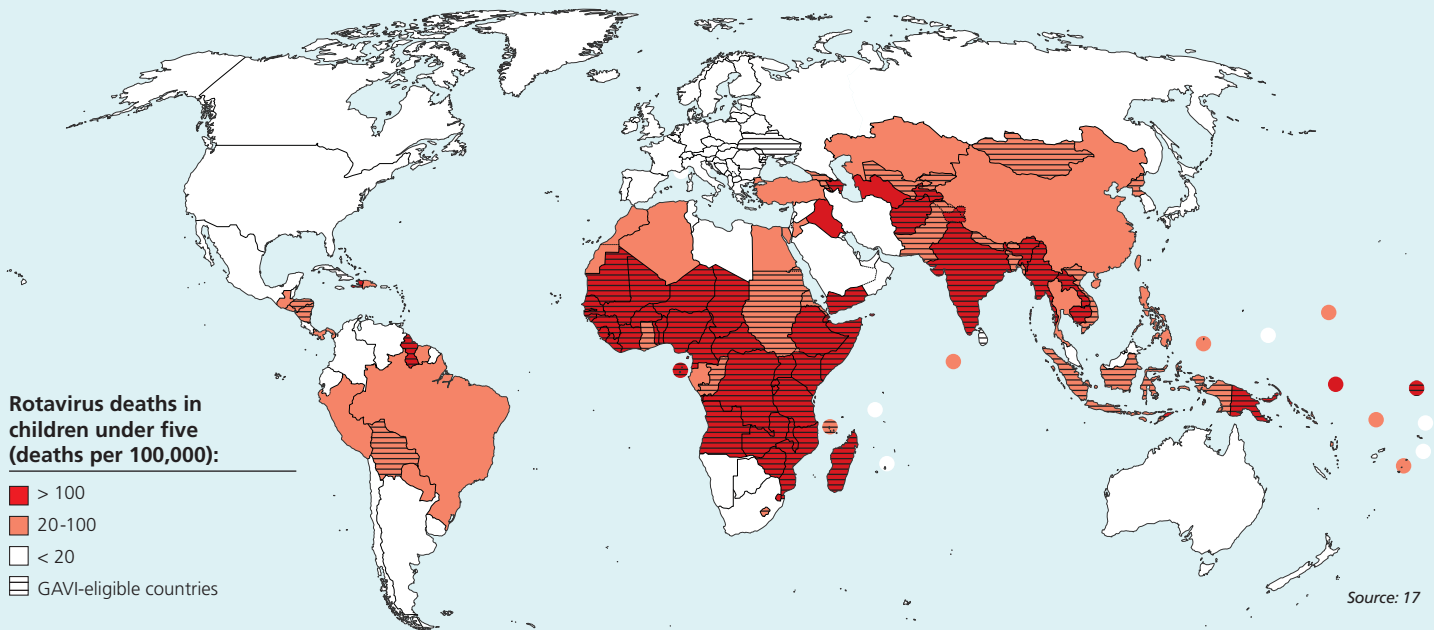 Rotavirus deaths in
children under five
(deaths per 100,000):
> 100
20-100
< 20
GAVI-eligible countries
Source: 17